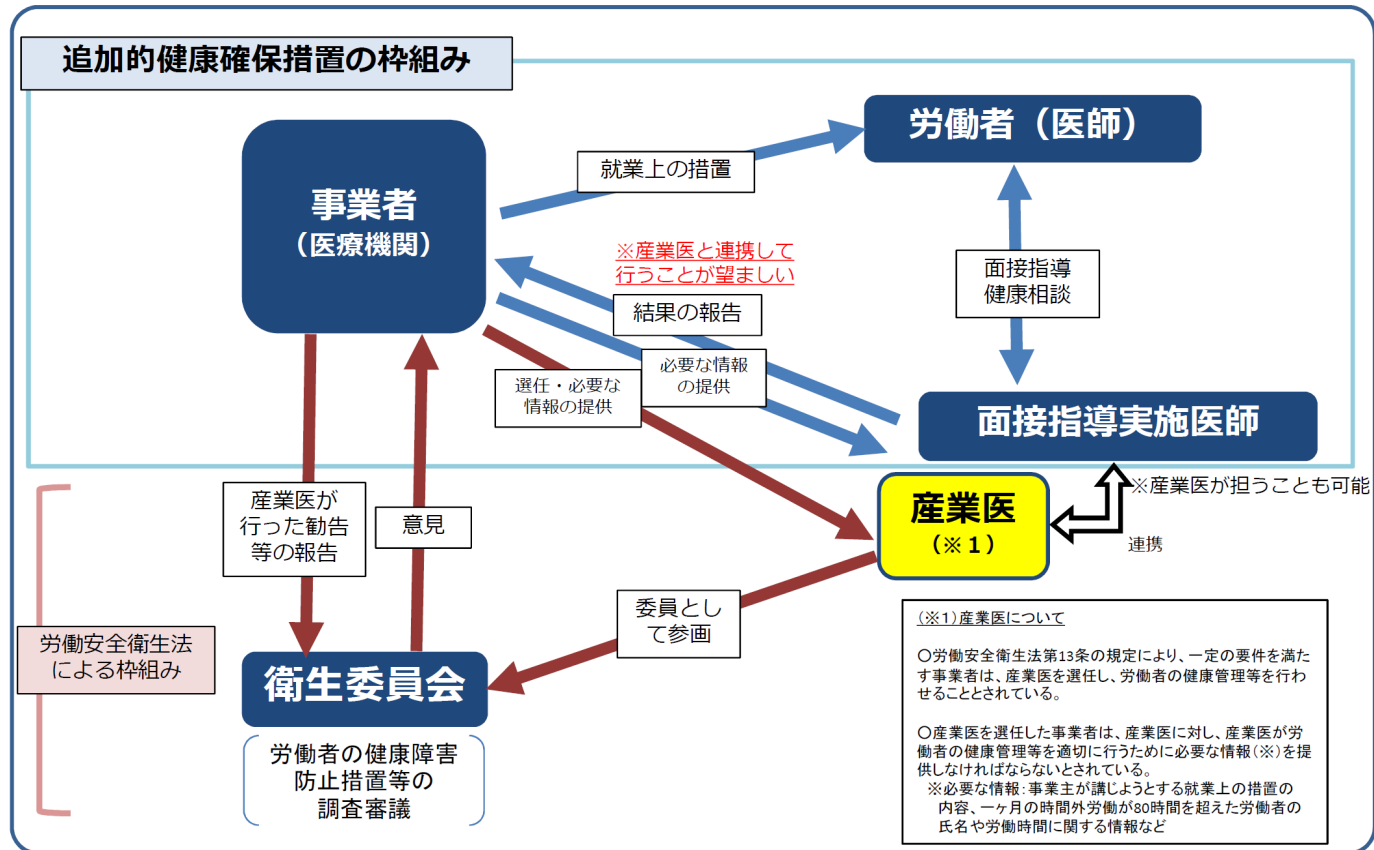 追加的健康確保措置の枠組み
労働者（医師）
就業上の措置
事業者
（医療機関）
※産業医と連携して
行うことが望ましい
面接指導
健康相談
結果の報告
必要な情報
の提供
選任・必要な
情報の提供
面接指導実施医師
※産業医が担うことも可能
産業医
（※１）
連携
産業医が
行った勧告
等の報告
意見
委員とし
て参画
労働安全衛生法
による枠組み
衛生委員会
労働者の健康障害
防止措置等の
調査審議
（※１）産業医について
○労働安全衛生法第13条の規定により、一定の要件を満た
す事業者は、産業医を選任し、労働者の健康管理等を行わ
せることとされている。
○産業医を選任した事業者は、産業医に対し、産業医が労
働者の健康管理等を適切に行うために必要な情報（※）を提
供しなければならないとされている。
※必要な情報：事業主が講じようとする就業上の措置の
内容、一ヶ月の時間外労働が80時間を超えた労働者の
氏名や労働時間に関する情報など